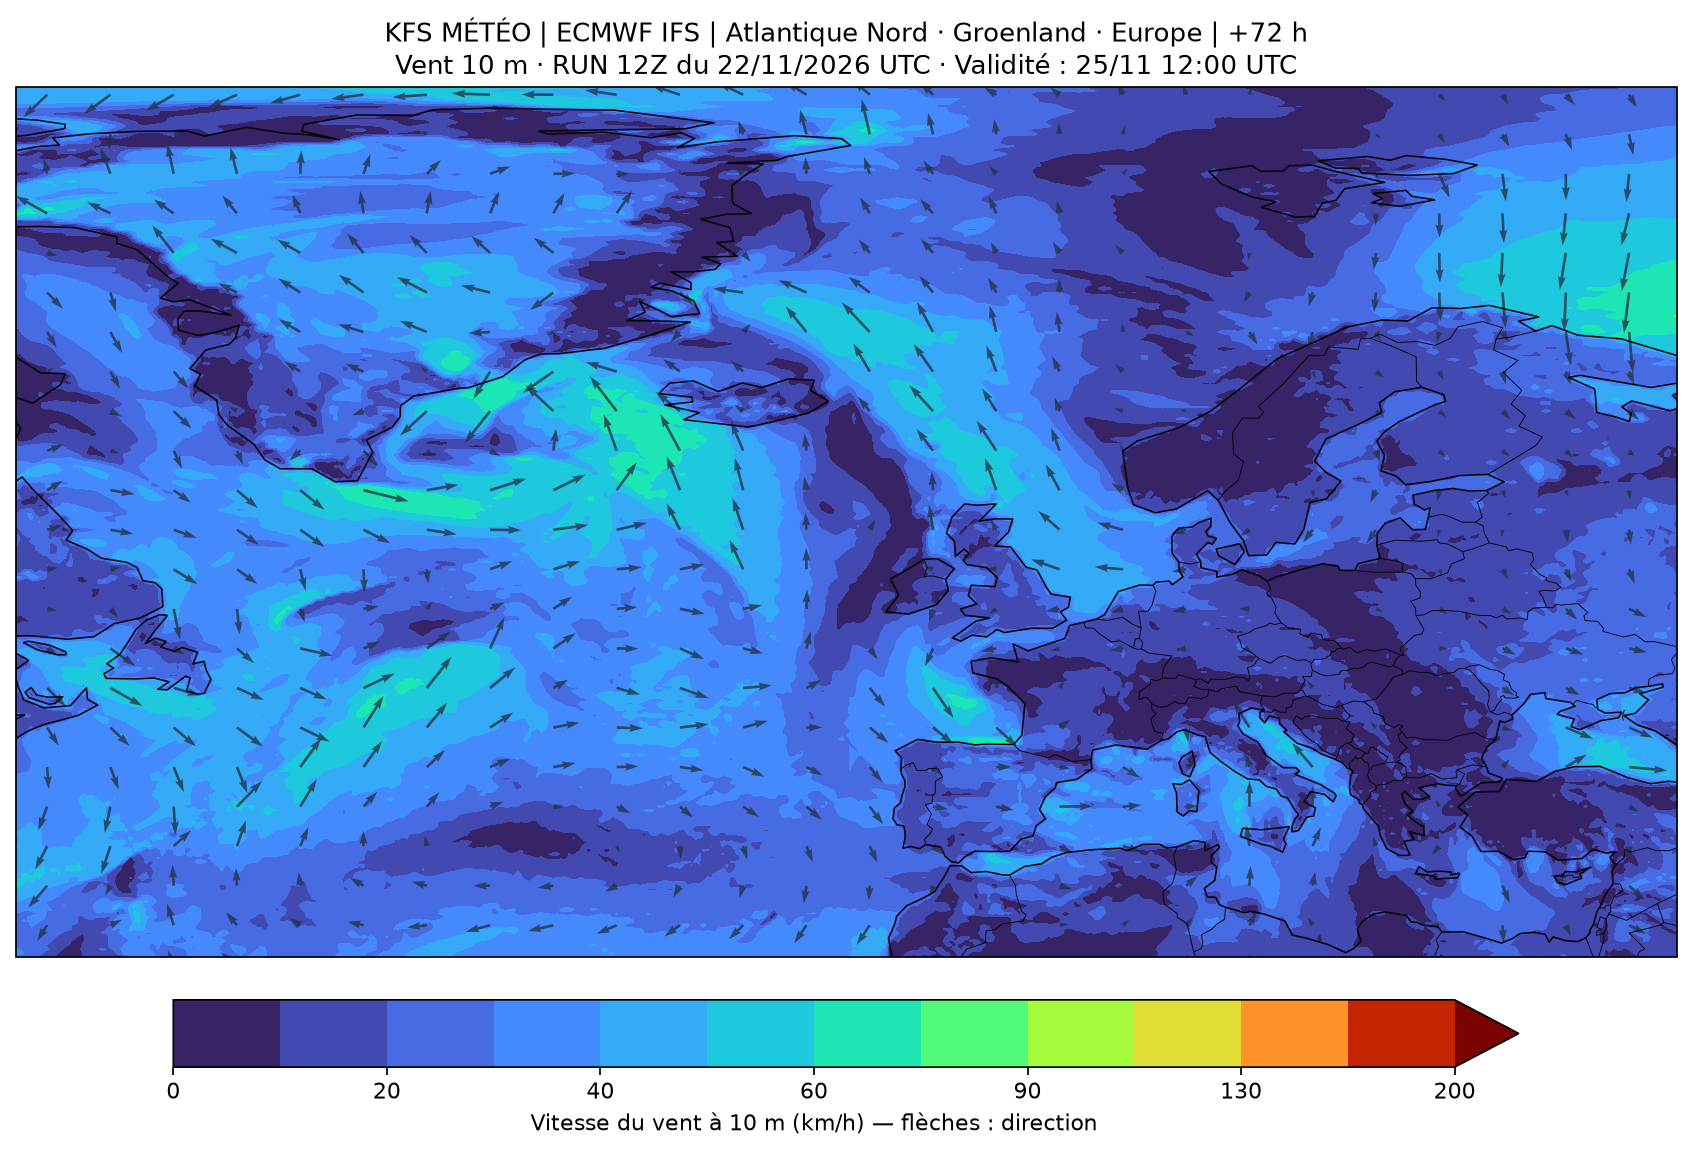 KFS MÉTÉO | ECMWF IFS | Atlantique Nord · Groenland · Europe | +72 h
Vent 10 m · RUN 12Z du 22/11/2026 UTC · Validité : 25/11 12:00 UTC
0 20 40 60 90 130 200
Vitesse du vent à 10 m (km/h) — flèches : direction